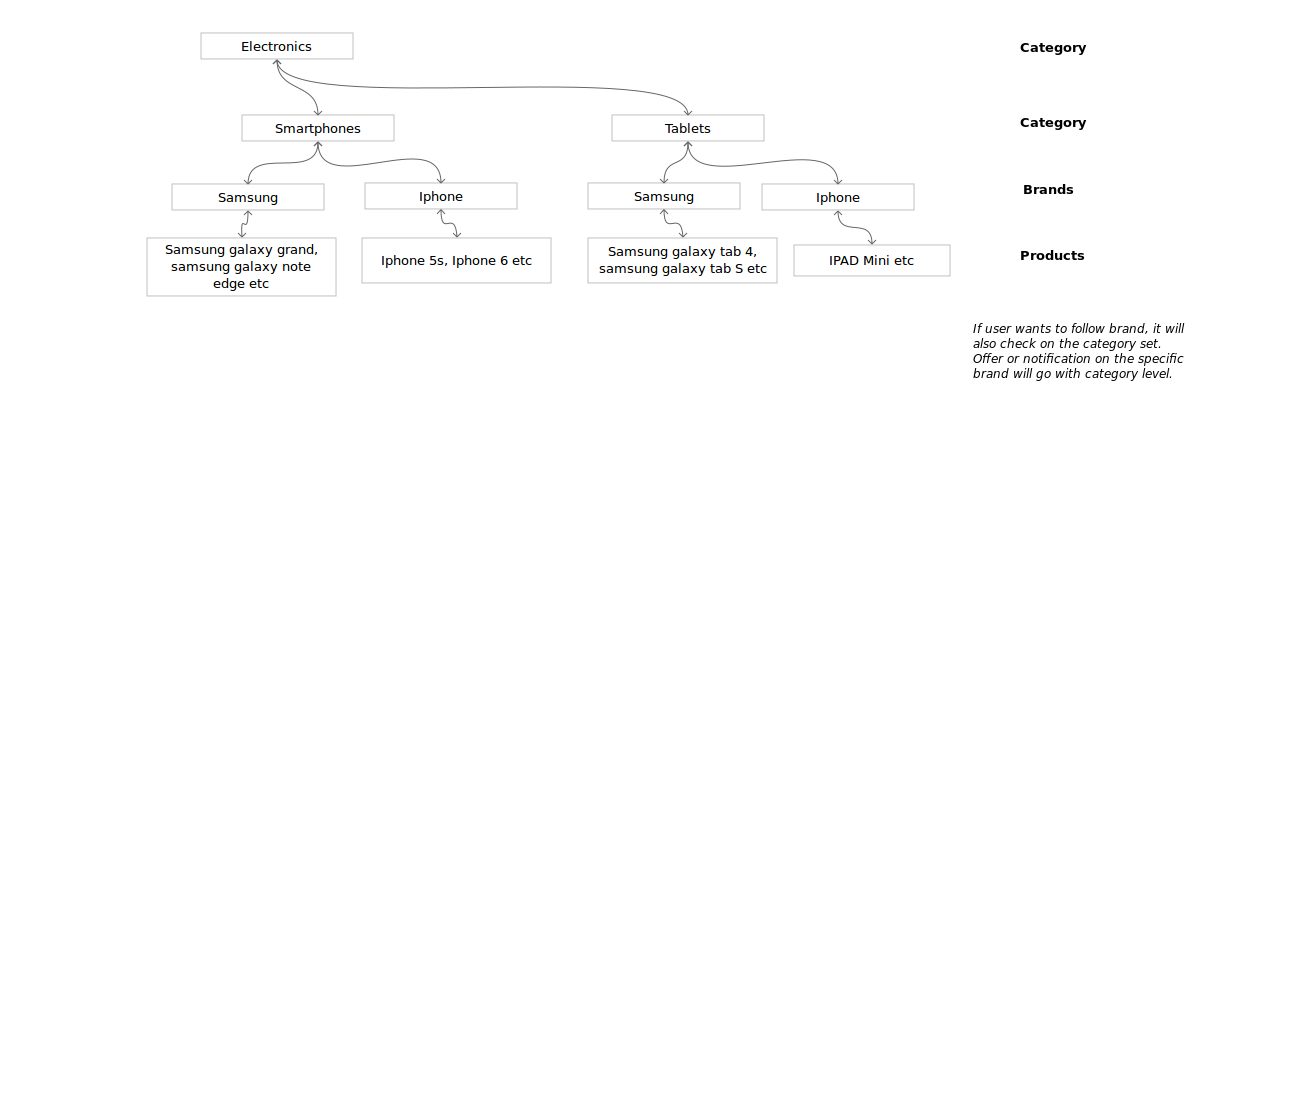 Electronics
Category
Smartphones
Tablets
Category
Samsung
Iphone
Samsung
Iphone
Brands
Samsung galaxy grand,
samsung galaxy note
edge etc
Iphone 5s, Iphone 6 etc
Samsung galaxy tab 4,
samsung galaxy tab S etc
IPAD Mini etc
Products
If user wants to follow brand, it will
also check on the category set.
Offer or notification on the specific
brand will go with category level.